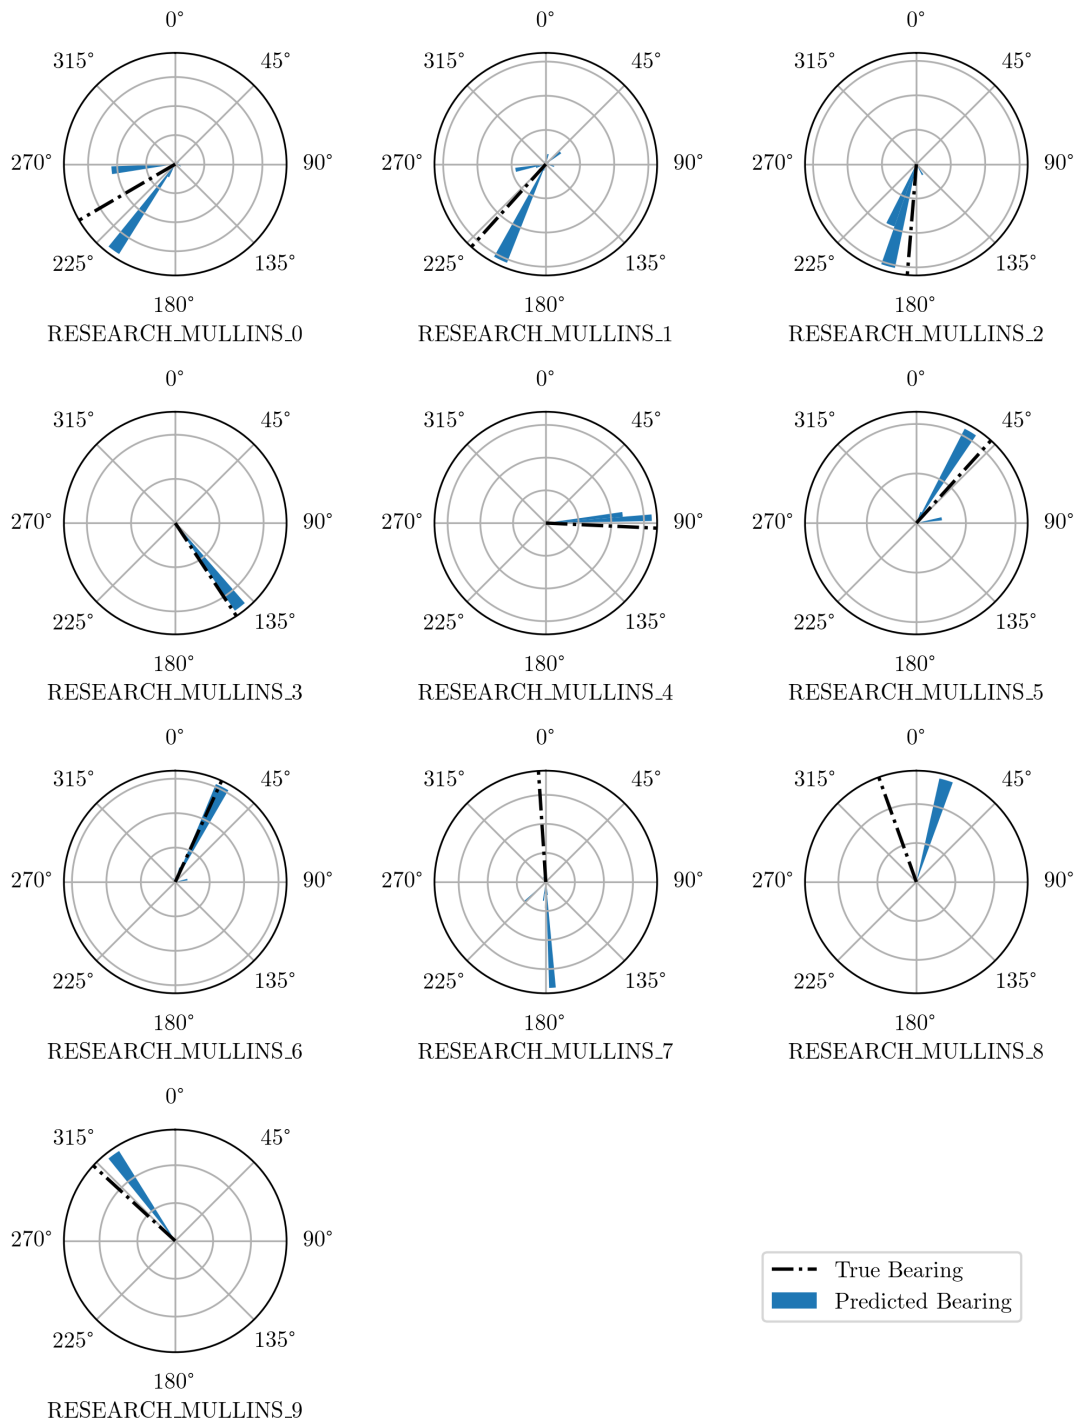 0° 0° 0°
315° 45° 315° 45° 315° 45°
270° 90° 270° 90° 270° 90°
225° 135° 225° 135° 225° 135°
180° 180° 180°
RESEARCH_MULLINS_0 RESEARCH_MULLINS_1 RESEARCH_MULLINS_2
0° 0° 0°
315° 45° 315° 45° 315° 45°
270° 90° 270° 90° 270° 90°
225° 135° 225° 135° 225° 135°
180° 180° 180°
RESEARCH_MULLINS_3 RESEARCH_MULLINS_4 RESEARCH_MULLINS_5
0° 0° 0°
315° 45° 315° 45° 315° 45°
270° 90° 270° 90° 270° 90°
225° 135° 225° 135° 225° 135°
180° 180° 180°
RESEARCH_MULLINS_6 RESEARCH_MULLINS_7 RESEARCH_MULLINS_8
0°
315° 45°
270° 90°
225° 135°
180°
RESEARCH_MULLINS_9
True Bearing
Predicted Bearing